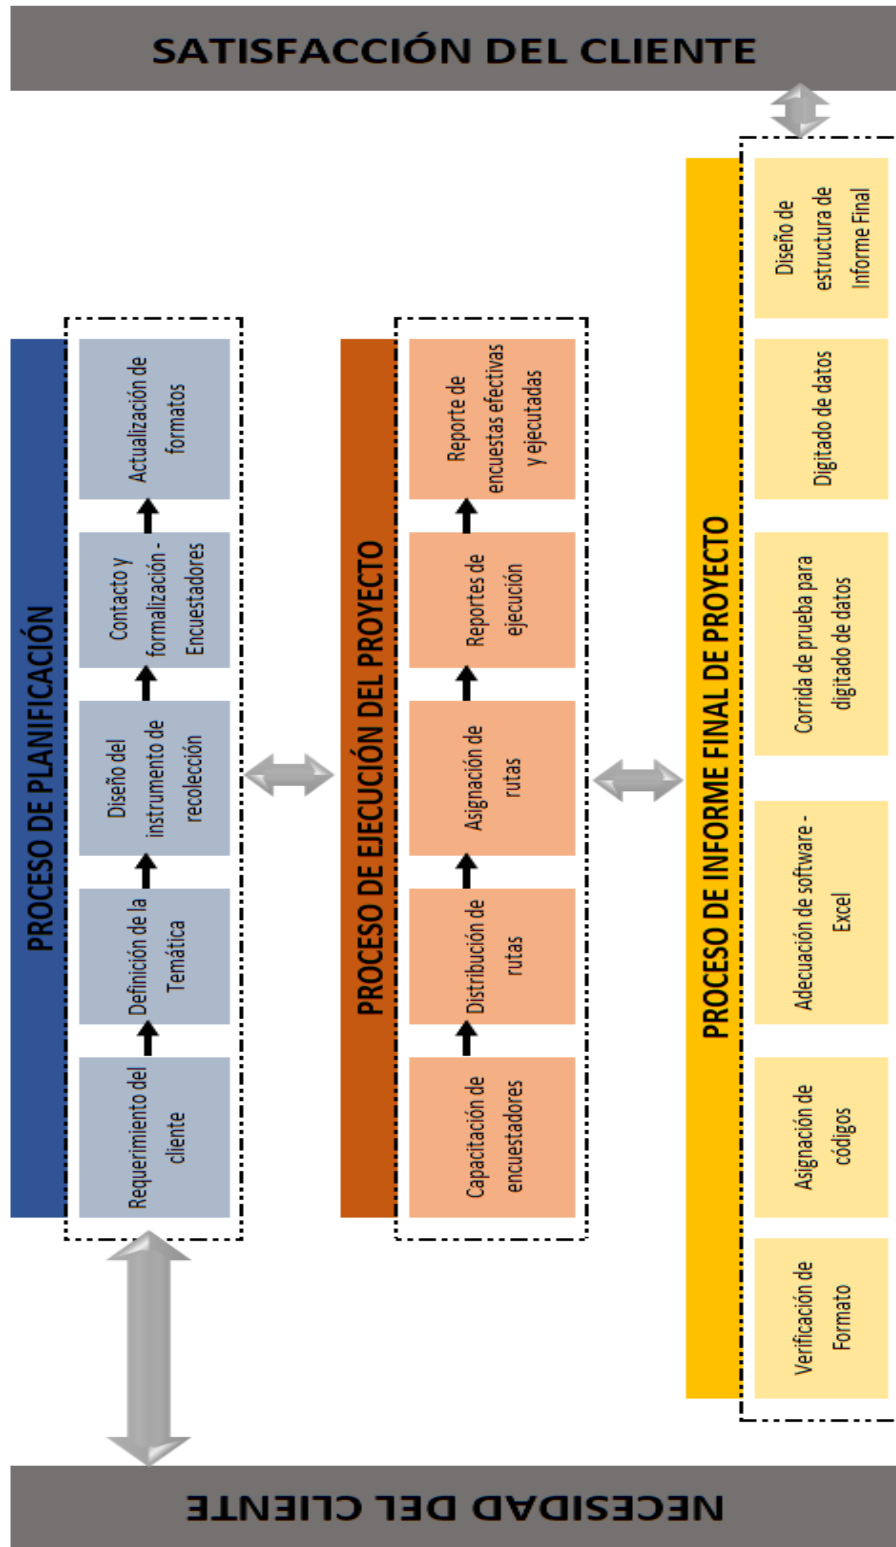 SATISFACCIÓN DEL CLIENTE
PROCESO DE PLANIFICACIÓN
Requerimiento del
cliente
Definición de la
Temática
Diseño del
instrumento de
recolección
Contacto y
formalización -
Encuestadores
Actualización de
formatos
PROCESO DE EJECUCIÓN DEL PROYECTO
Capacitación de
encuestadores
Distribución de
rutas
Asignación de
rutas
Reportes de
ejecución
Reporte de
encuestas efectivas
y ejecutadas
PROCESO DE INFORME FINAL DE PROYECTO
Verificación de
Formato
Asignación de
códigos
Adecuación de software -
Excel
Corrida de prueba para
digitado de datos
Digitado de datos
Diseño de
estructura de
Informe Final
NECESIDAD DEL CLIENTE